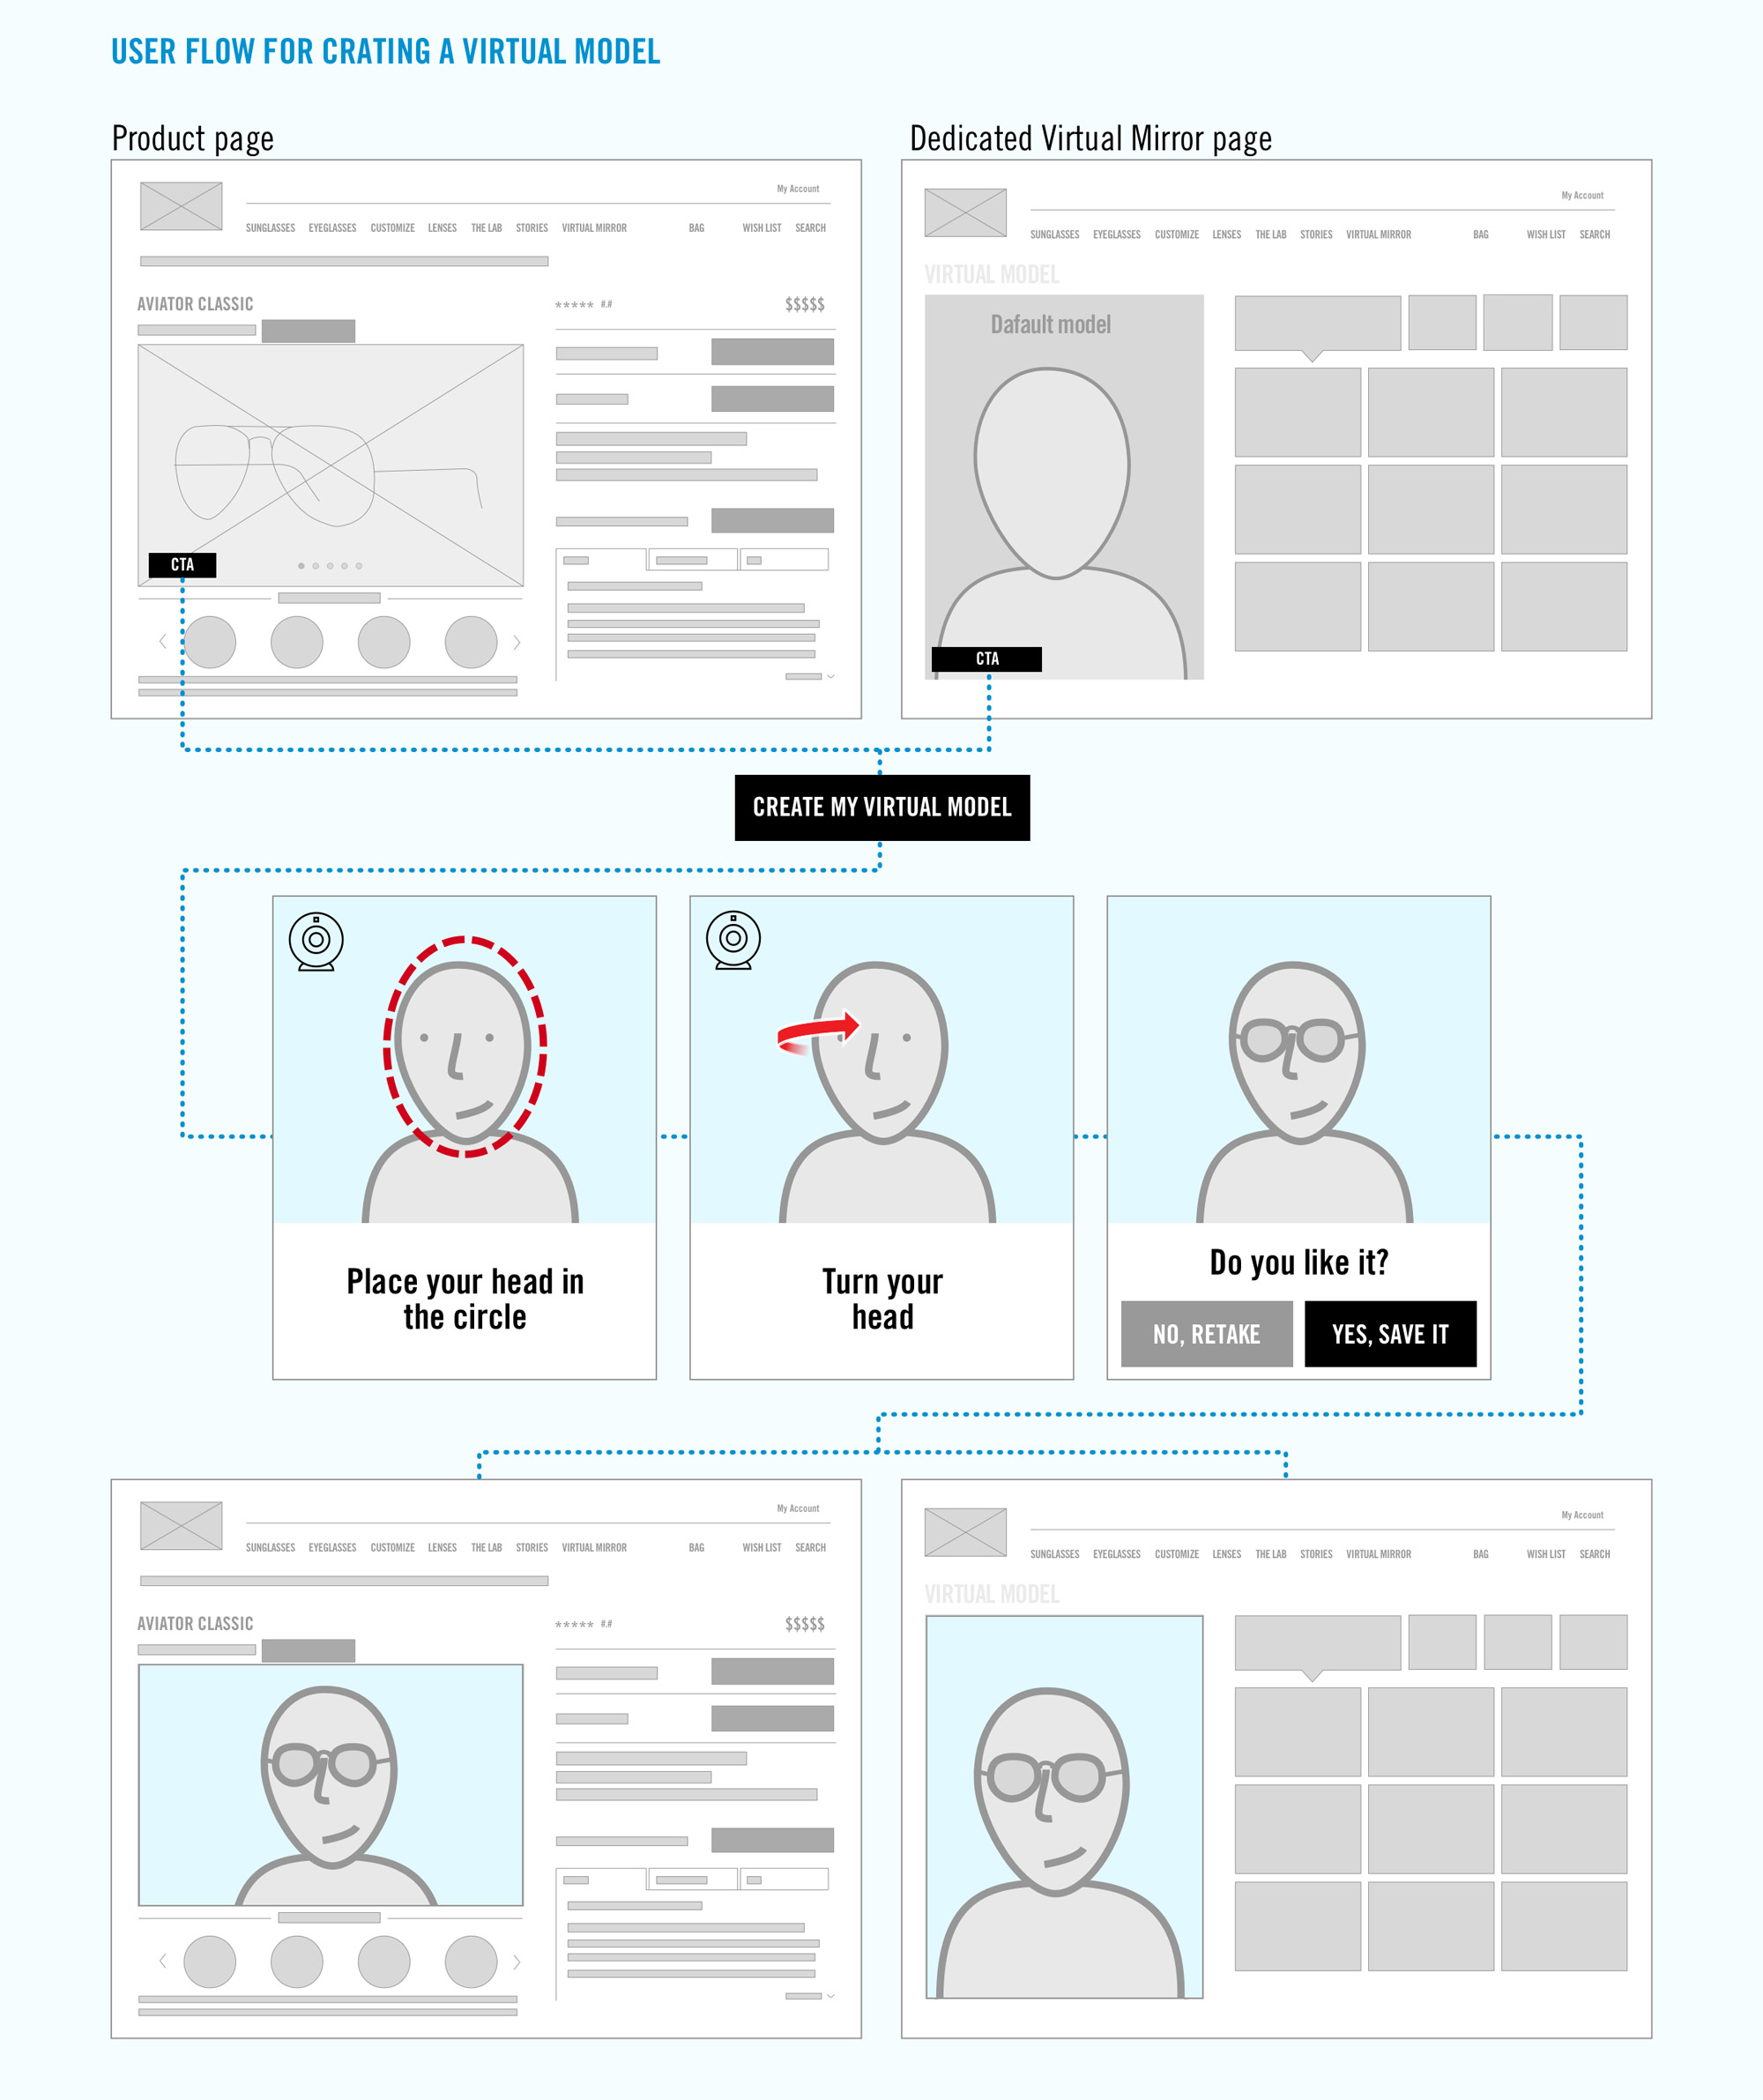 USER FLOW FOR CRATING A VIRTUAL MODEL
Product page
My Account
SUNGLASSES EYEGLASSES CUSTOMIZE LENSES THE LAB STORIES VIRTUAL MIRROR BAG WISH LIST SEARCH
AVIATOR CLASSIC
***** #.# $$$$$
CTA
Dedicated Virtual Mirror page
My Account
SUNGLASSES EYEGLASSES CUSTOMIZE LENSES THE LAB STORIES VIRTUAL MIRROR BAG WISH LIST SEARCH
VIRTUAL MODEL
Dafault model
CTA
CREATE MY VIRTUAL MODEL
Place your head in
the circle
Turn your
head
Do you like it?
NO, RETAKE YES, SAVE IT
My Account
SUNGLASSES EYEGLASSES CUSTOMIZE LENSES THE LAB STORIES VIRTUAL MIRROR BAG WISH LIST SEARCH
AVIATOR CLASSIC
***** #.# $$$$$
My Account
SUNGLASSES EYEGLASSES CUSTOMIZE LENSES THE LAB STORIES VIRTUAL MIRROR BAG WISH LIST SEARCH
VIRTUAL MODEL